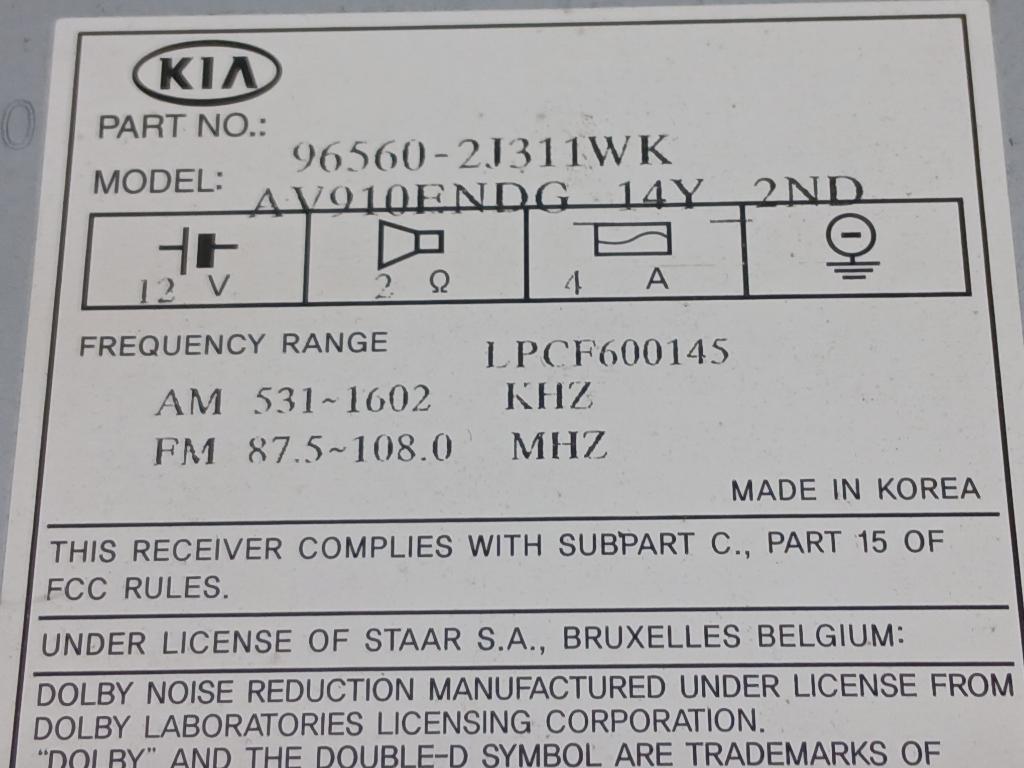 KIA
PART NO.: 96560-2J311WK
MODEL: AV910ENDG 14Y 2ND
12 V 2 Ω 4 A
FREQUENCY RANGE LPCF600145
AM 531~1602 KHZ
FM 87.5~108.0 MHZ
MADE IN KOREA
THIS RECEIVER COMPLIES WITH SUBPART C., PART 15 OF
FCC RULES.
UNDER LICENSE OF STAAR S.A., BRUXELLES BELGIUM:
DOLBY NOISE REDUCTION MANUFACTURED UNDER LICENSE FROM
DOLBY LABORATORIES LICENSING CORPORATION.
"DOLBY" AND THE DOUBLE-D SYMBOL ARE TRADEMARKS OF